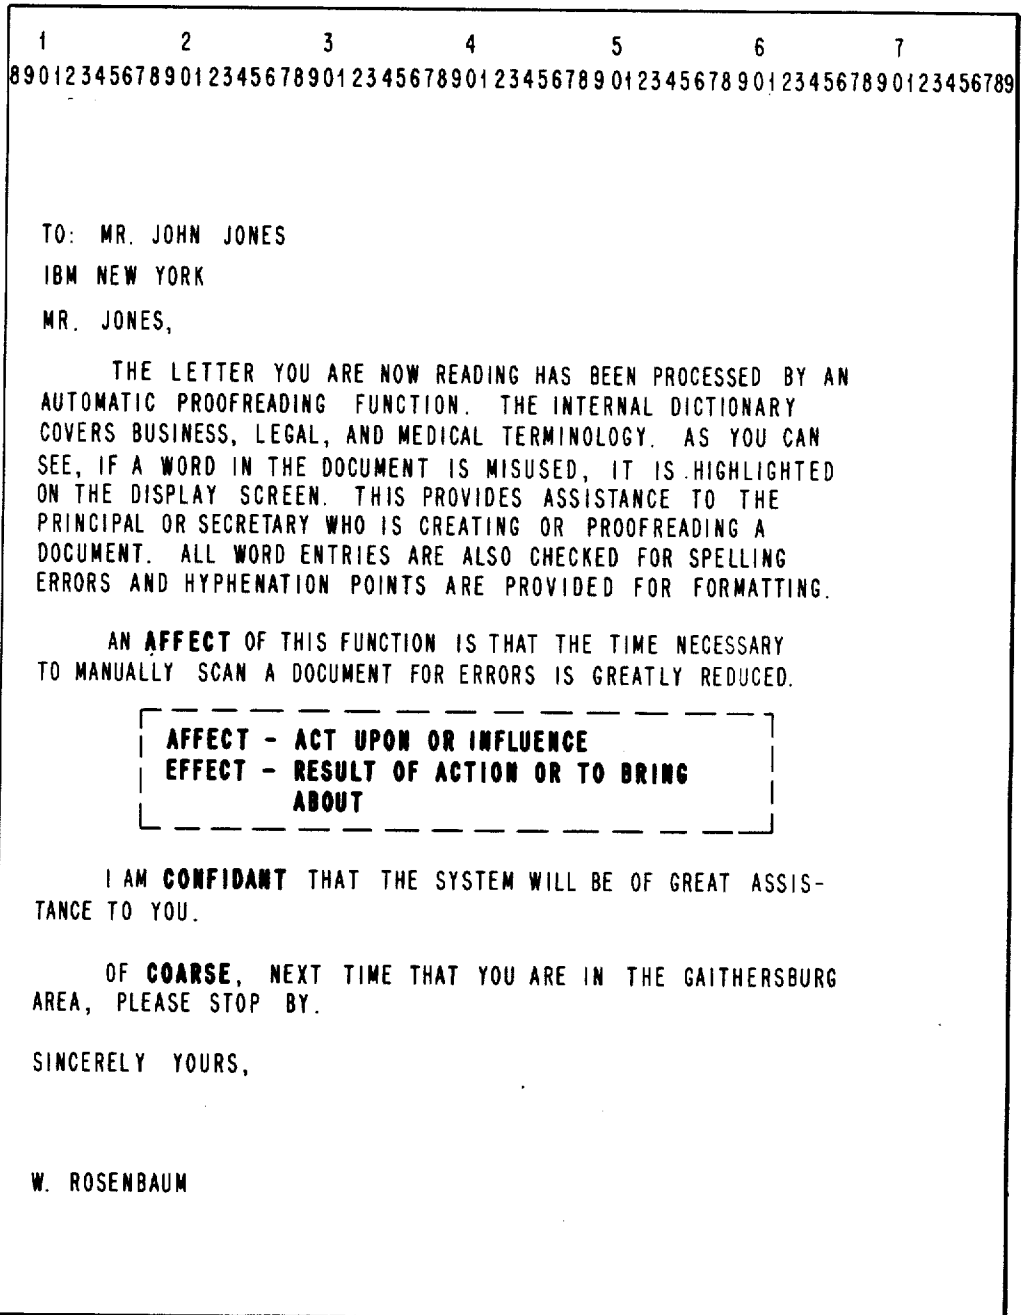 1 2 3 4 5 6 7
890123456789012345678901234567890123456789012345678901234567890123456789
TO: MR. JOHN JONES
IBM NEW YORK
MR. JONES,
THE LETTER YOU ARE NOW READING HAS BEEN PROCESSED BY AN
AUTOMATIC PROOFREADING FUNCTION. THE INTERNAL DICTIONARY
COVERS BUSINESS, LEGAL, AND MEDICAL TERMINOLOGY. AS YOU CAN
SEE, IF A WORD IN THE DOCUMENT IS MISUSED, IT IS HIGHLIGHTED
ON THE DISPLAY SCREEN. THIS PROVIDES ASSISTANCE TO THE
PRINCIPAL OR SECRETARY WHO IS CREATING OR PROOFREADING A
DOCUMENT. ALL WORD ENTRIES ARE ALSO CHECKED FOR SPELLING
ERRORS AND HYPHENATION POINTS ARE PROVIDED FOR FORMATTING.
AN AFFECT OF THIS FUNCTION IS THAT THE TIME NECESSARY
TO MANUALLY SCAN A DOCUMENT FOR ERRORS IS GREATLY REDUCED.
AFFECT - ACT UPON OR INFLUENCE
EFFECT - RESULT OF ACTION OR TO BRING
ABOUT
I AM CONFIDANT THAT THE SYSTEM WILL BE OF GREAT ASSIS-
TANCE TO YOU.
OF COARSE, NEXT TIME THAT YOU ARE IN THE GAITHERSBURG
AREA, PLEASE STOP BY.
SINCERELY YOURS,
W. ROSENBAUM